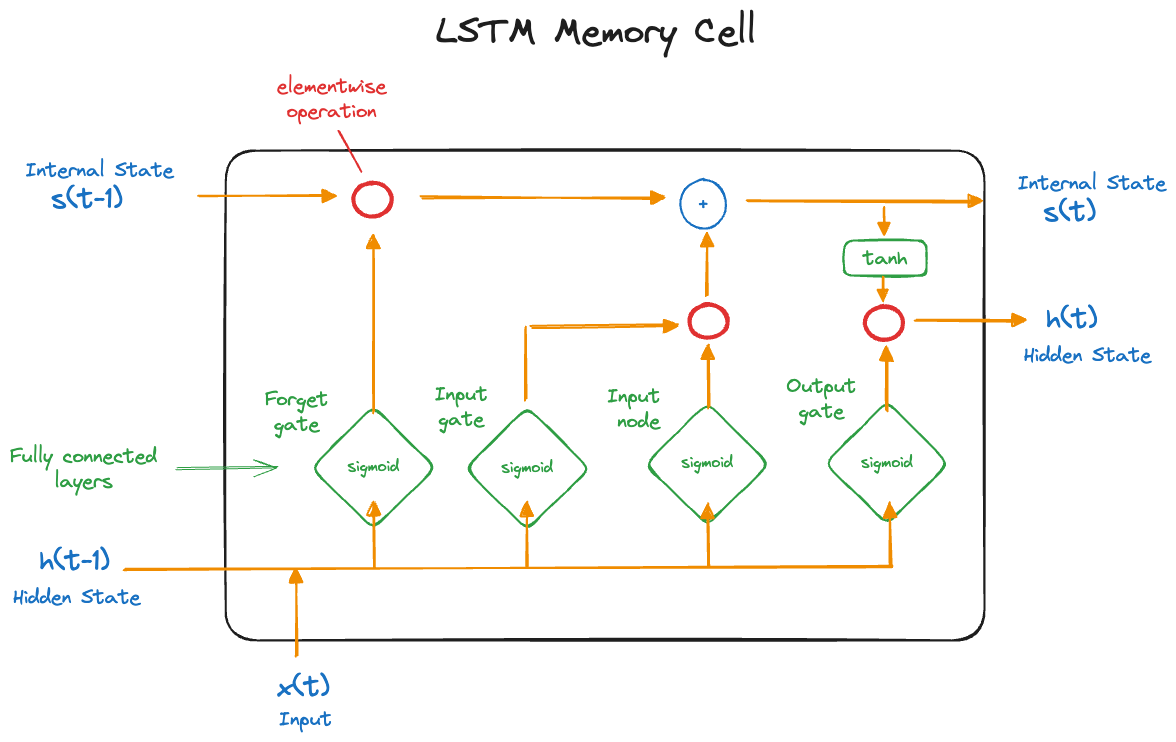 LSTM Memory Cell
elementwise
operation
Internal State
s(t-1)
+
Internal State
s(t)
tanh
h(t)
Hidden State
Forget
gate
Input
gate
Input
node
Output
gate
Fully connected
layers
sigmoid
sigmoid
sigmoid
sigmoid
h(t-1)
Hidden State
x(t)
Input